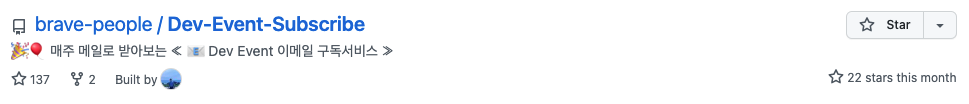 brave-people / Dev-Event-Subscribe
Star
🎉🎈 매주 메일로 받아보는 ≪ 📧 Dev Event 이메일 구독서비스 ≫
137 2 Built by 22 stars this month